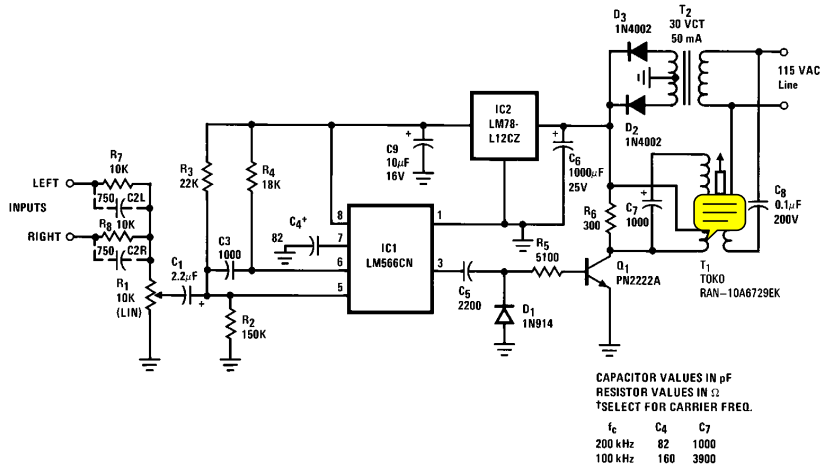 D3
1N4002
T2
30 VCT
50 mA
115 VAC
Line
IC2
LM78-
L12CZ
D2
1N4002
C9
10µF
16V
+
C6
1000µF
25V
+
R7
10K
LEFT
750
C2L
INPUTS
R8
10K
RIGHT
750
C2R
R3
22K
R4
18K
C4+
82
C3
1000
C1
2.2µF
+
R1
10K
(LIN)
R2
150K
8
7
6
5
1
3
IC1
LM566CN
C5
2200
R5
5100
D1
1N914
R6
300
C7
1000
+
Q1
PN2222A
C8
0.1µF
200V
T1
TOKO
RAN–10A6729EK
CAPACITOR VALUES IN pF
RESISTOR VALUES IN Ω
†SELECT FOR CARRIER FREQ.
fc C4 C7
200 kHz 82 1000
100 kHz 160 3900